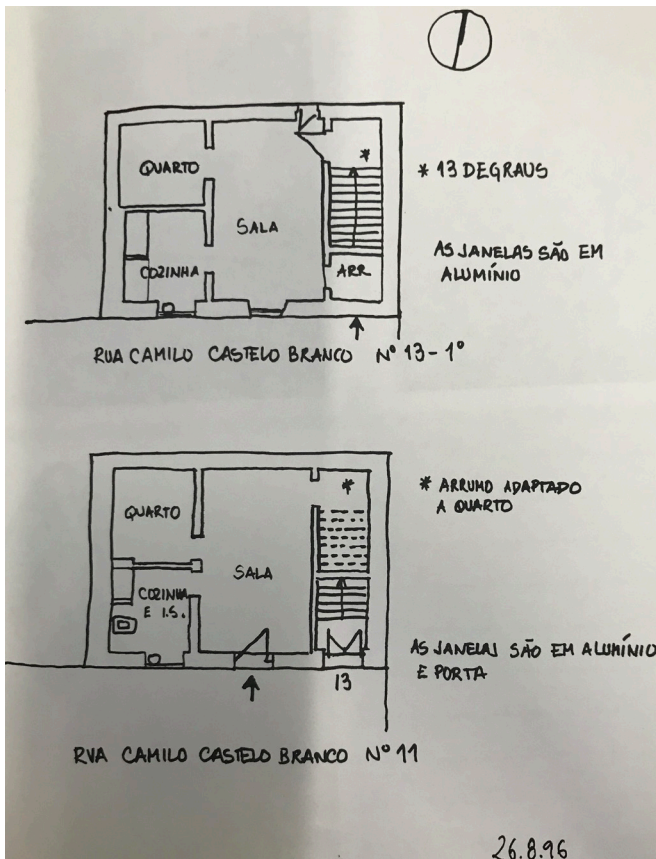 QUARTO
* 13 DEGRAUS
*
SALA
AS JANELAS SÃO EM
ALUMÍNIO
COZINHA
ARR
RUA CAMILO CASTELO BRANCO Nº 13-1º
* ARRUMO ADAPTADO
A QUARTO
*
QUARTO
SALA
COZINHA
E I.S.
AS JANELAS SÃO EM ALUMÍNIO
E PORTA
13
RUA CAMILO CASTELO BRANCO Nº 11
26.8.96